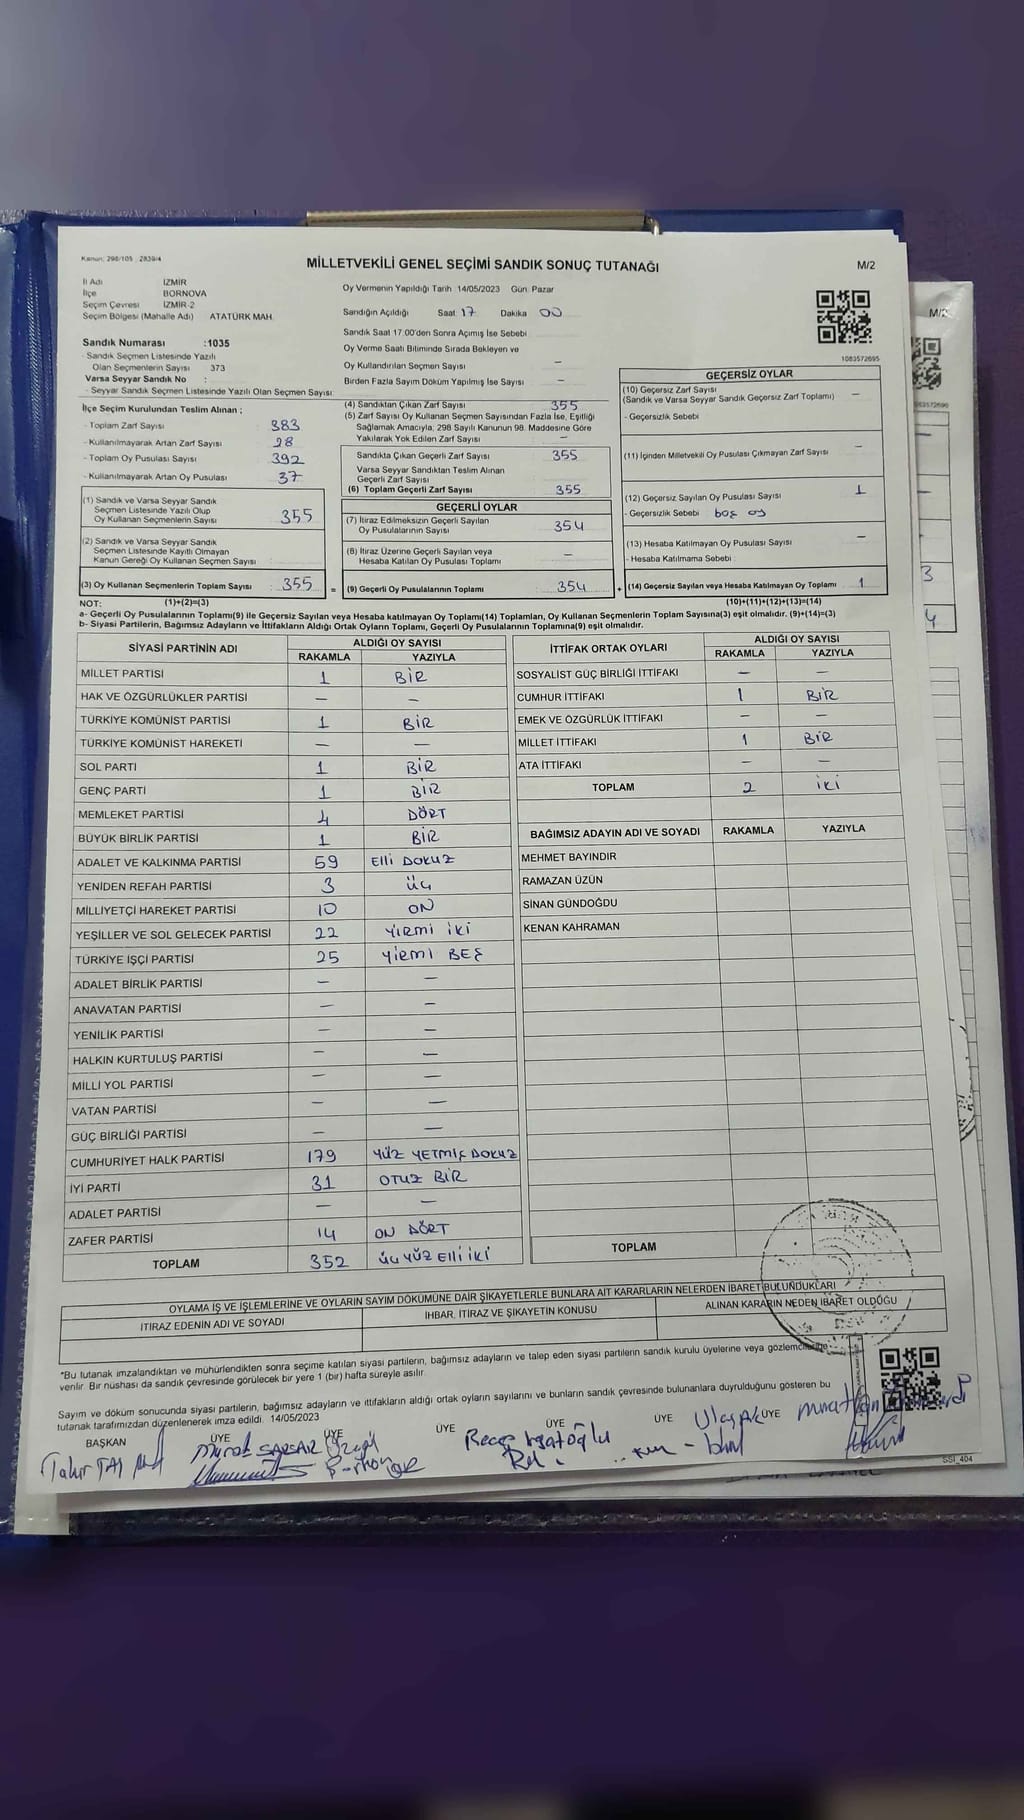 Kanun: 298/105 , 2839/4
MİLLETVEKİLİ GENEL SEÇİMİ SANDIK SONUÇ TUTANAĞI
M/2
İl Adı İZMİR
İlçe BORNOVA
Seçim Çevresi İZMİR-2
Seçim Bölgesi (Mahalle Adı) ATATÜRK MAH.
Sandık Numarası :1035
- Sandık Seçmen Listesinde Yazılı
Olan Seçmenlerin Sayısı 373
Varsa Seyyar Sandık No :
- Seyyar Sandık Seçmen Listesinde Yazılı Olan Seçmen Sayısı:
Oy Vermenin Yapıldığı Tarih 14/05/2023 Gün: Pazar
Sandığın Açıldığı Saat 17 Dakika 00
Sandık Saat 17.00'den Sonra Açımış İse Sebebi
Oy Verme Saati Bitiminde Sırada Bekleyen ve
Oy Kullandırılan Seçmen Sayısı –
Birden Fazla Sayım Döküm Yapılmış İse Sayısı –
1083572695
İlçe Seçim Kurulundan Teslim Alınan ;
- Toplam Zarf Sayısı 383
- Kullanılmayarak Artan Zarf Sayısı 28
- Toplam Oy Pusulası Sayısı 392
- Kullanılmayarak Artan Oy Pusulası 37
(1) Sandık ve Varsa Seyyar Sandık
Seçmen Listesinde Yazılı Olup
Oy Kullanan Seçmenlerin Sayısı 355
(2) Sandık ve Varsa Seyyar Sandık
Seçmen Listesinde Kayıtlı Olmayan
Kanun Gereği Oy Kullanan Seçmen Sayısı :
(3) Oy Kullanan Seçmenlerin Toplam Sayısı : 355 =
(1)+(2)=(3)
(4) Sandıktan Çıkan Zarf Sayısı 355
(5) Zarf Sayısı Oy Kullanan Seçmen Sayısından Fazla İse, Eşitliği
Sağlamak Amacıyla, 298 Sayılı Kanunun 98. Maddesine Göre
Yakılarak Yok Edilen Zarf Sayısı –
Sandıkta Çıkan Geçerli Zarf Sayısı 355
Varsa Seyyar Sandıktan Teslim Alınan
Geçerli Zarf Sayısı
(6) Toplam Geçerli Zarf Sayısı 355
GEÇERLİ OYLAR
(7) İtiraz Edilmeksizin Geçerli Sayılan
Oy Pusulalarının Sayısı 354
(8) İtiraz Üzerine Geçerli Sayılan veya
Hesaba Katılan Oy Pusulası Toplamı –
(9) Geçerli Oy Pusulalarının Toplamı 354 +
GEÇERSİZ OYLAR
(10) Geçersiz Zarf Sayısı
(Sandık ve Varsa Seyyar Sandık Geçersiz Zarf Toplamı) –
- Geçersizlik Sebebi
(11) İçinden Milletvekili Oy Pusulası Çıkmayan Zarf Sayısı –
(12) Geçersiz Sayılan Oy Pusulası Sayısı 1
- Geçersizlik Sebebi boş oy
(13) Hesaba Katılmayan Oy Pusulası Sayısı –
- Hesaba Katılmama Sebebi :
(14) Geçersiz Sayılan veya Hesaba Katılmayan Oy Toplamı 1
(10)+(11)+(12)+(13)=(14)
NOT:
a- Geçerli Oy Pusulalarının Toplamı(9) ile Geçersiz Sayılan veya Hesaba katılmayan Oy Toplamı(14) Toplamları, Oy Kullanan Seçmenlerin Toplam Sayısına(3) eşit olmalıdır. (9)+(14)=(3)
b- Siyasi Partilerin, Bağımsız Adayların ve İttifakların Aldığı Ortak Oyların Toplamı, Geçerli Oy Pusulalarının Toplamına(9) eşit olmalıdır.
SİYASİ PARTİNİN ADI ALDIĞI OY SAYISI
RAKAMLA YAZIYLA
MİLLET PARTİSİ 1 BİR
HAK VE ÖZGÜRLÜKLER PARTİSİ – –
TÜRKİYE KOMÜNİST PARTİSİ 1 BİR
TÜRKİYE KOMÜNİST HAREKETİ – –
SOL PARTİ 1 BİR
GENÇ PARTİ 1 BİR
MEMLEKET PARTİSİ 4 DÖRT
BÜYÜK BİRLİK PARTİSİ 1 BİR
ADALET VE KALKINMA PARTİSİ 59 Elli DOKUZ
YENİDEN REFAH PARTİSİ 3 ÜÇ
MİLLİYETÇİ HAREKET PARTİSİ 10 ON
YEŞİLLER VE SOL GELECEK PARTİSİ 22 YİRMİ İKİ
TÜRKİYE İŞÇİ PARTİSİ 25 YİRMİ BEŞ
ADALET BİRLİK PARTİSİ – –
ANAVATAN PARTİSİ – –
YENİLİK PARTİSİ – –
HALKIN KURTULUŞ PARTİSİ – –
MİLLİ YOL PARTİSİ – –
VATAN PARTİSİ – –
GÜÇ BİRLİĞİ PARTİSİ – –
CUMHURİYET HALK PARTİSİ 179 YÜZ YETMİŞ DOKUZ
İYİ PARTİ 31 OTUZ BİR
ADALET PARTİSİ – –
ZAFER PARTİSİ 14 ON DÖRT
TOPLAM 352 ÜÇ YÜZ Elli İKİ
İTTİFAK ORTAK OYLARI ALDIĞI OY SAYISI
RAKAMLA YAZIYLA
SOSYALİST GÜÇ BİRLİĞİ İTTİFAKI – –
CUMHUR İTTİFAKI 1 BİR
EMEK VE ÖZGÜRLÜK İTTİFAKI – –
MİLLET İTTİFAKI 1 BİR
ATA İTTİFAKI – –
TOPLAM 2 İKİ
BAĞIMSIZ ADAYIN ADI VE SOYADI RAKAMLA YAZIYLA
MEHMET BAYINDIR
RAMAZAN ÜZÜN
SİNAN GÜNDOĞDU
KENAN KAHRAMAN
TOPLAM
OYLAMA İŞ VE İŞLEMLERİNE VE OYLARIN SAYIM DÖKÜMÜNE DAİR ŞİKAYETLERLE BUNLARA AİT KARARLARIN NELERDEN İBARET BULUNDUKLARI
İTİRAZ EDENİN ADI VE SOYADI İHBAR, İTİRAZ VE ŞİKAYETİN KONUSU ALINAN KARARIN NEDEN İBARET OLDUĞU
*Bu tutanak imzalandıktan ve mühürlendikten sonra seçime katılan siyasi partilerin, bağımsız adayların ve talep eden siyasi partilerin sandık kurulu üyelerine veya gözlemcilerine
verilir. Bir nüshası da sandık çevresinde görülecek bir yere 1 (bir) hafta süreyle asılır.
Sayım ve döküm sonucunda siyasi partilerin, bağımsız adayların ve ittifakların aldığı ortak oyların sayılarını ve bunların sandık çevresinde bulunanlara duyrulduğunu gösteren bu
tutanak tarafımızdan düzenlenerek imza edildi. 14/05/2023
BAŞKAN ÜYE ÜYE ÜYE ÜYE ÜYE ÜYE
Tahir TAŞ Murat
SSİ_404